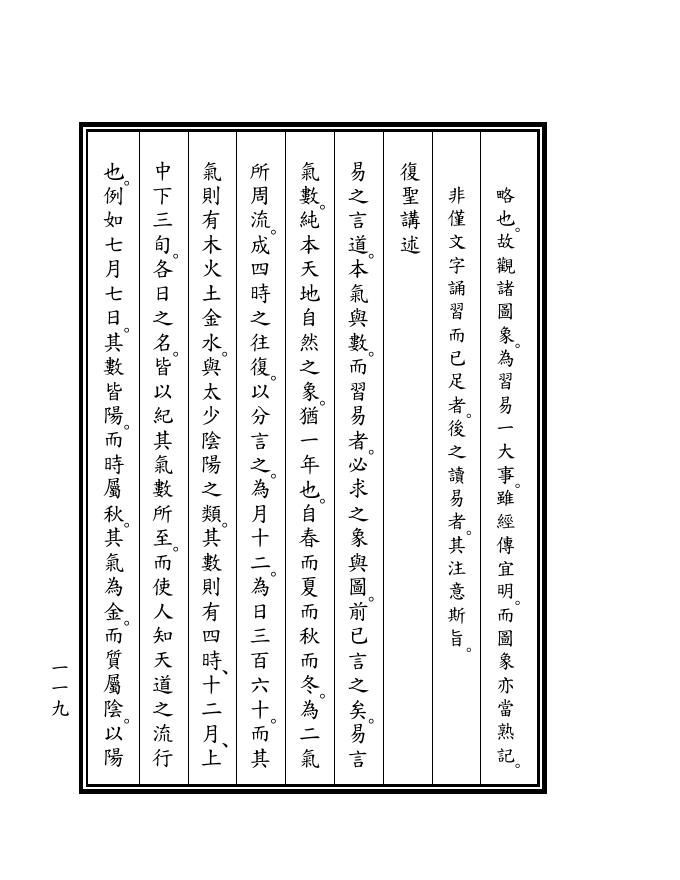 略也。故觀諸圖象。為習易一大事。雖經傳宜明。而圖象亦當熟記。
非僅文字誦習而已足者。後之讀易者。其注意斯旨。
復聖講述
易之言道。本氣與數。而習易者。必求之象與圖。前已言之矣。易言
氣數。純本天地自然之象。猶一年也。自春而夏而秋而冬。為二氣
所周流。成四時之往復。以分言之。為月十二。為日三百六十。而其
氣則有木火土金水。與太少陰陽之類。其數則有四時、十二月、上
中下三旬。各日之名。皆以紀其氣數所至。而使人知天道之流行
也。例如七月七日。其數皆陽。而時屬秋。其氣為金。而質屬陰。以陽
一一九